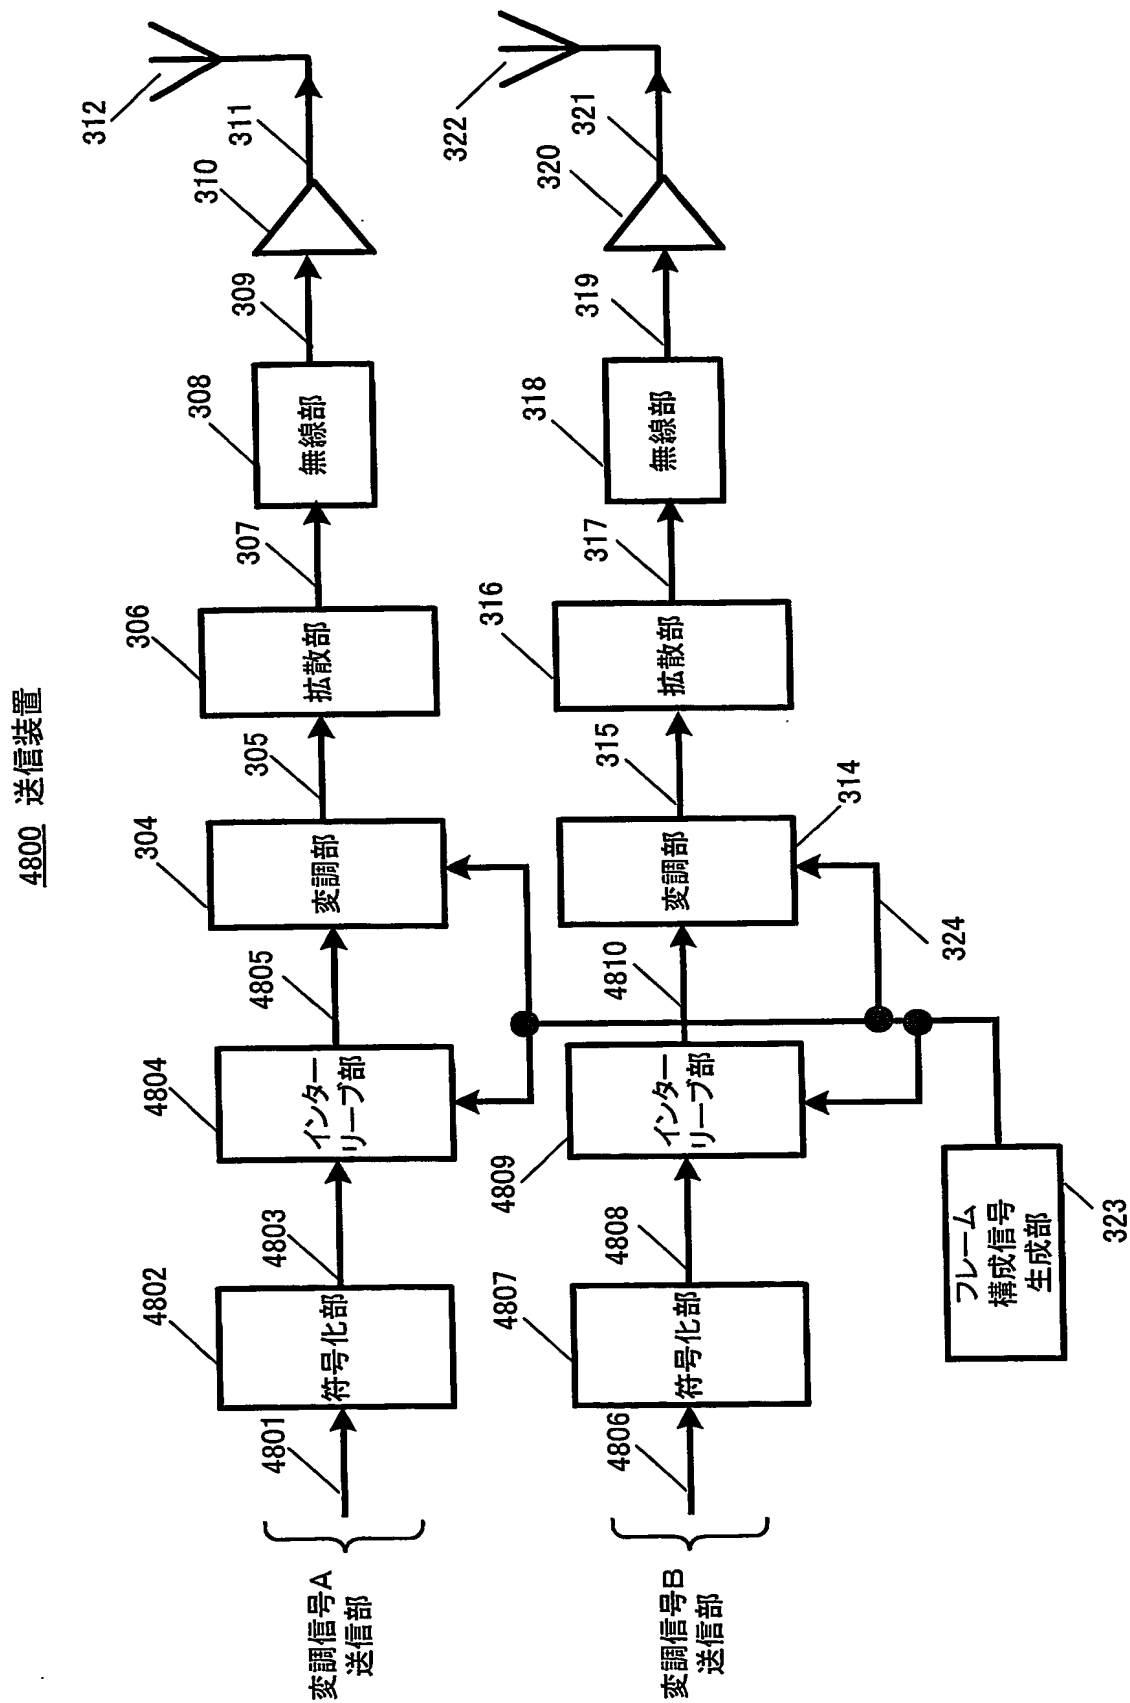 4800 送信装置
変調信号A
送信部
4801
4802
符号化部
4803
4804
インター
リーブ部
4805
304
変調部
305
306
拡散部
307
308
無線部
309
310
311
312
変調信号B
送信部
4806
4807
符号化部
4808
4809
インター
リーブ部
4810
314
変調部
315
316
拡散部
317
318
無線部
319
320
321
322
フレーム
構成信号
生成部
323
324